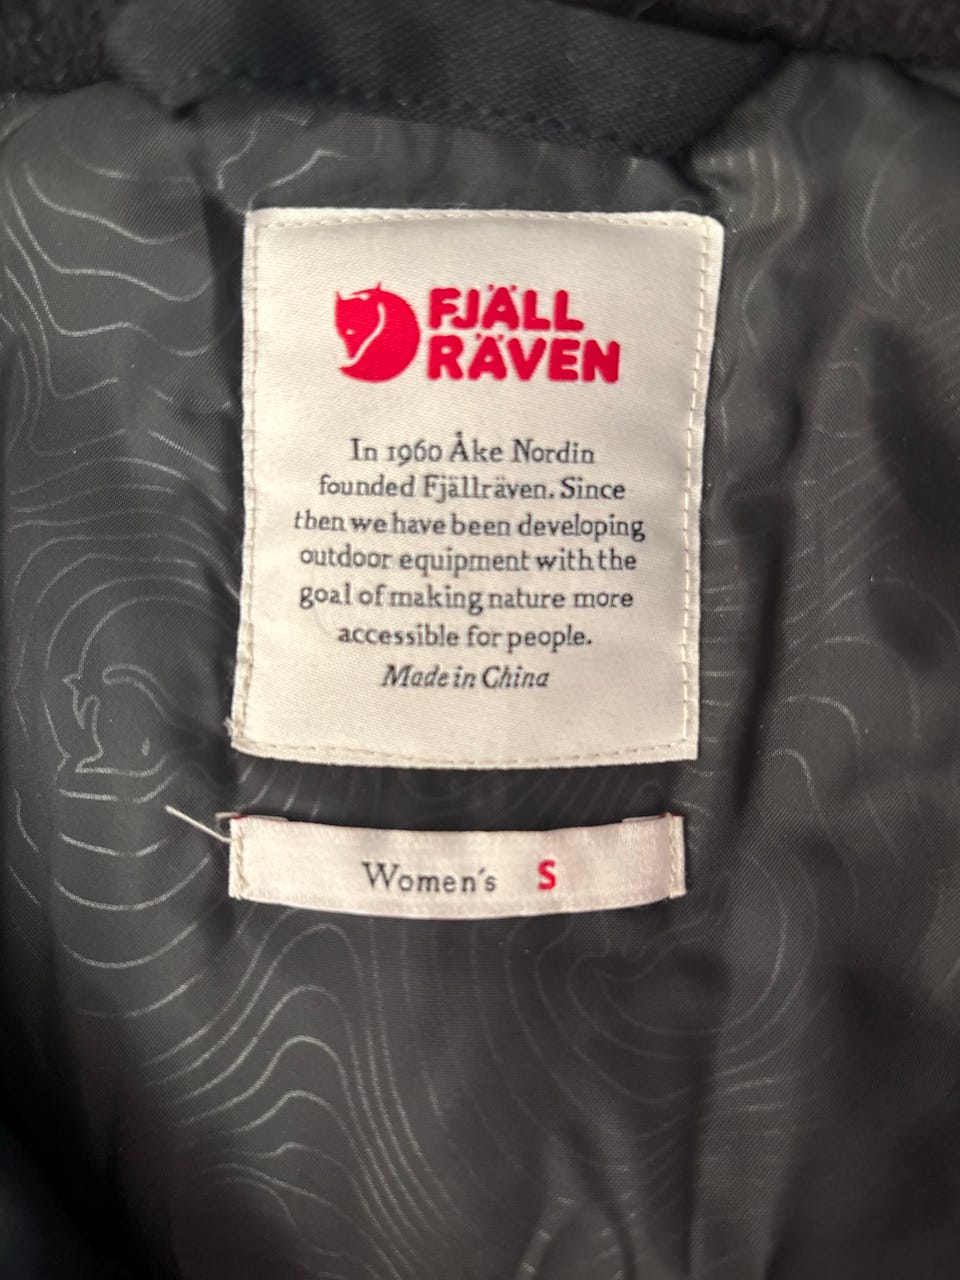 FJÄLL
RÄVEN
In 1960 Åke Nordin
founded Fjällräven. Since
then we have been developing
outdoor equipment with the
goal of making nature more
accessible for people.
Made in China
Women's S